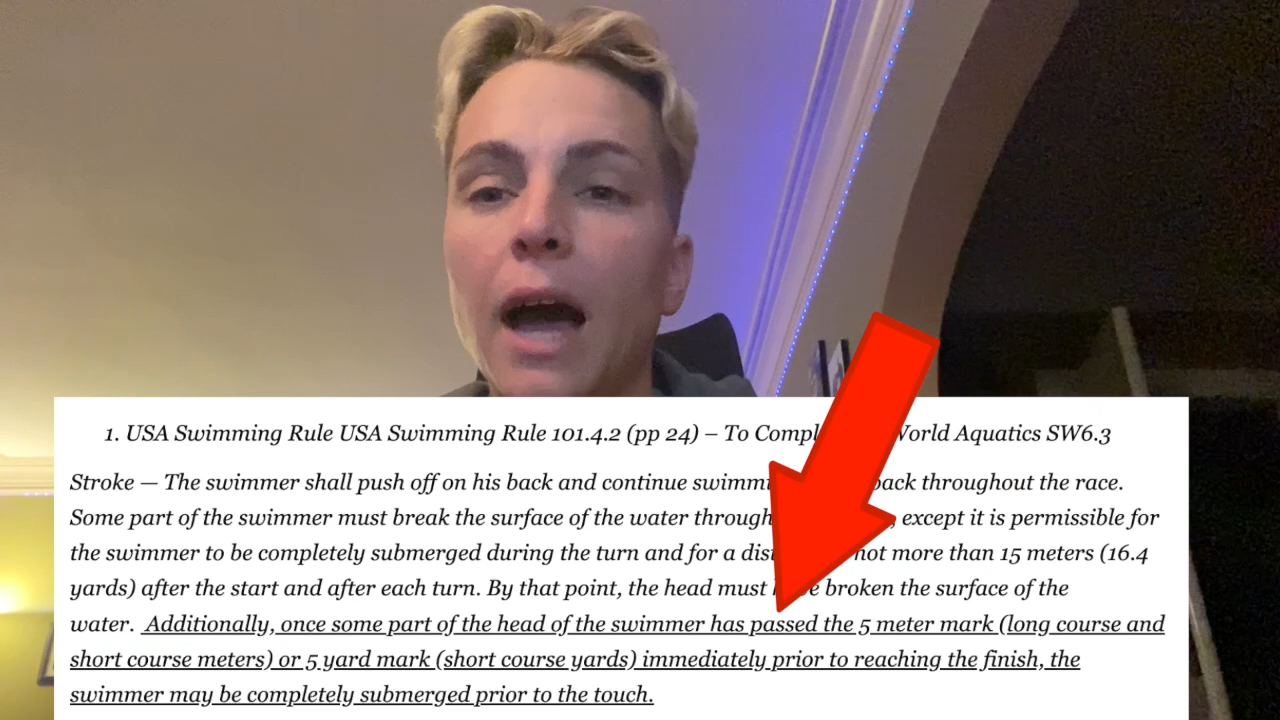 1. USA Swimming Rule USA Swimming Rule 101.4.2 (pp 24) – To World Aquatics SW6.3
Stroke — The swimmer shall push off on his back and continue back throughout the race.
Some part of the swimmer must break the surface of the water except it is permissible for
the swimmer to be completely submerged during the turn and for a not more than 15 meters (16.4
yards) after the start and after each turn. By that point, the head must have broken the surface of the
water. Additionally, once some part of the head of the swimmer has passed the 5 meter mark (long course and
short course meters) or 5 yard mark (short course yards) immediately prior to reaching the finish, the
swimmer may be completely submerged prior to the touch.